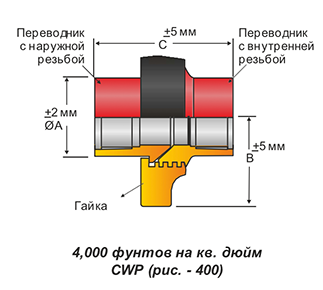 ±5 мм
C
Переводник
с наружной
резьбой
Переводник
с внутренней
резьбой
±2 мм
ØA
±5 мм
B
Гайка
4,000 фунтов на кв. дюйм
CWP (рис. - 400)